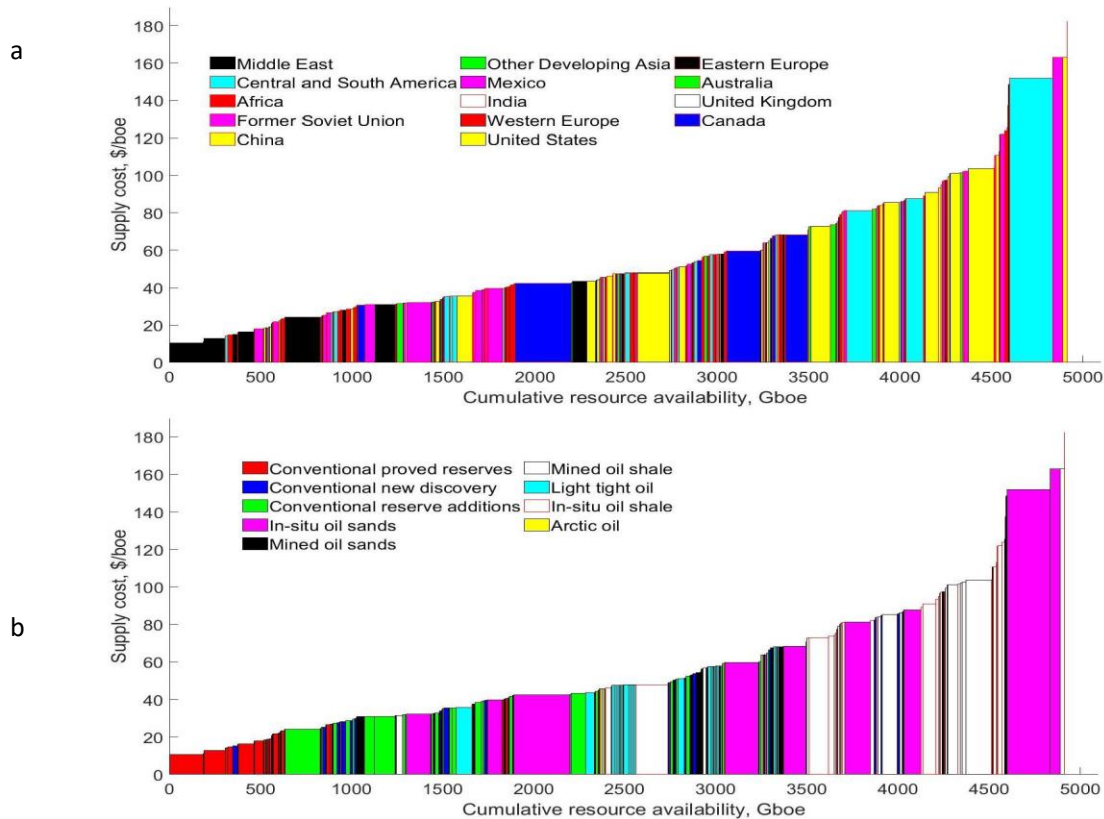 a
180
160
140
120
100
80
60
40
20
0
Supply cost, $/boe
Middle East
Central and South America
Africa
Former Soviet Union
China
Other Developing Asia
Mexico
India
Western Europe
United States
Eastern Europe
Australia
United Kingdom
Canada
0 500 1000 1500 2000 2500 3000 3500 4000 4500 5000
Cumulative resource availability, Gboe
b
180
160
140
120
100
80
60
40
20
0
Supply cost, $/boe
Conventional proved reserves
Conventional new discovery
Conventional reserve additions
In-situ oil sands
Mined oil sands
Mined oil shale
Light tight oil
In-situ oil shale
Arctic oil
0 500 1000 1500 2000 2500 3000 3500 4000 4500 5000
Cumulative resource availability, Gboe